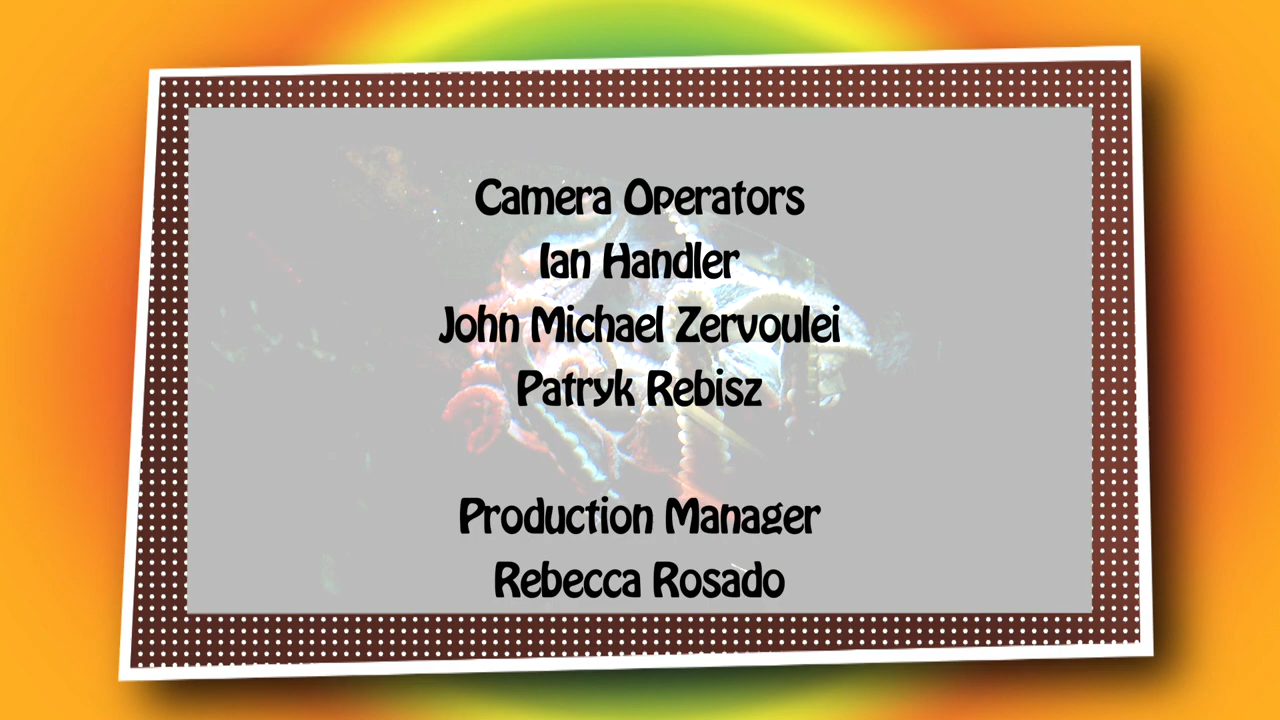 Camera Operators
Ian Handler
John Michael Zervoulei
Patryk Rebisz
Production Manager
Rebecca Rosado